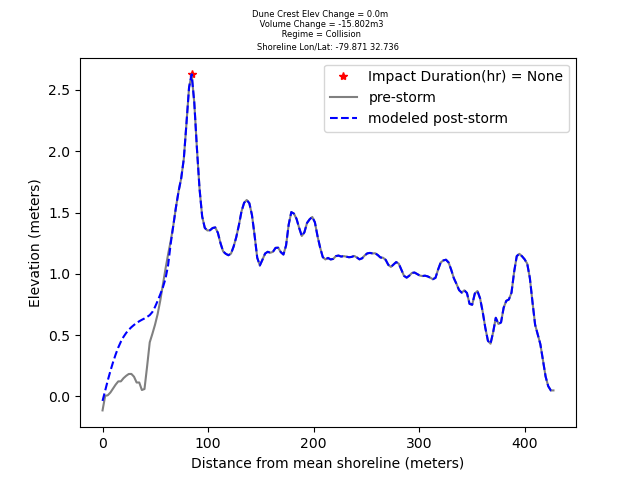 Dune Crest Elev Change = 0.0m
Volume Change = -15.802m3
Regime = Collision
Shoreline Lon/Lat: -79.871 32.736
Impact Duration(hr) = None
pre-storm
modeled post-storm
2.5
2.0
1.5
1.0
0.5
0.0
Elevation (meters)
0 100 200 300 400
Distance from mean shoreline (meters)